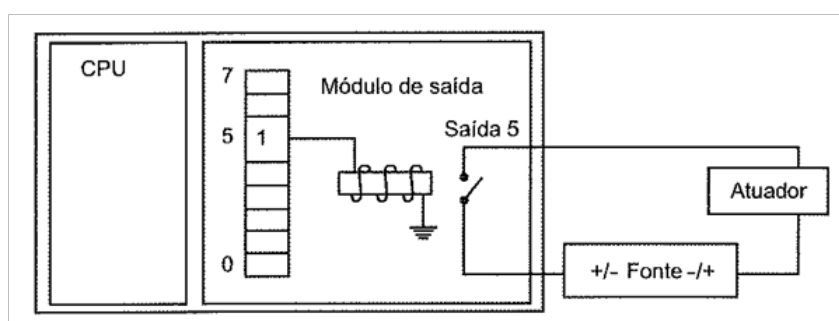 CPU
7
Módulo de saída
5
1
Saída 5
Atuador
0
+/- Fonte -/+